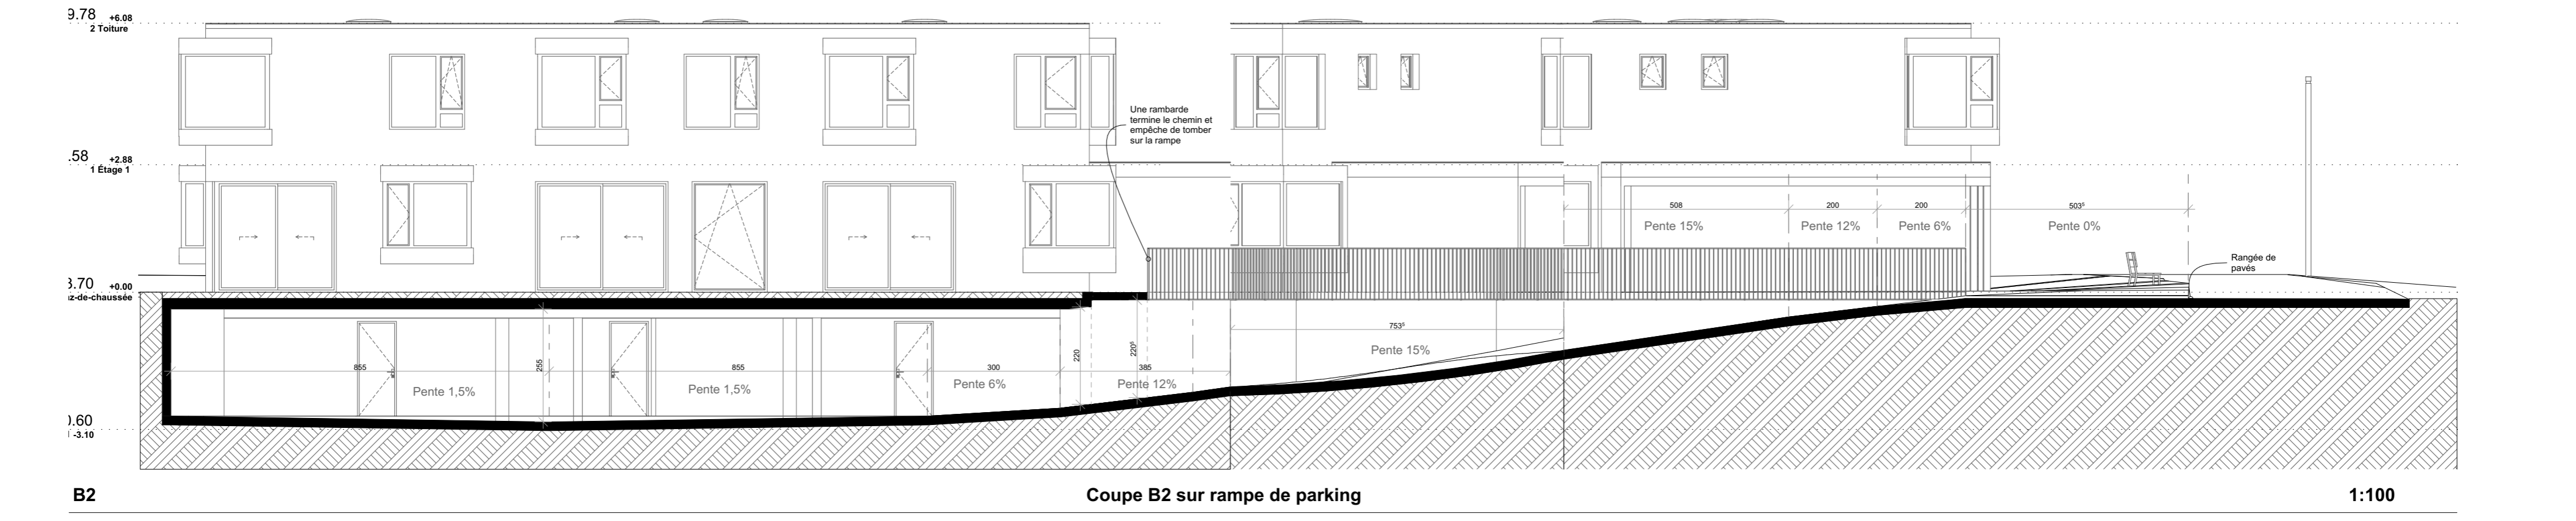 9.78 +6.08
2 Toiture
Une rambarde
termine le chemin et
empêche de tomber
sur la rampe
.58 +2.88
1 Étage 1
508 200 200 503⁵
Pente 15% Pente 12% Pente 6% Pente 0%
Rangée de
pavés
3.70 +0.00
z-de-chaussée
753⁵
Pente 15%
855 255 855 300 220 220⁵ 385
Pente 1,5% Pente 1,5% Pente 6% Pente 12%
0.60
-3.10
B2 Coupe B2 sur rampe de parking 1:100